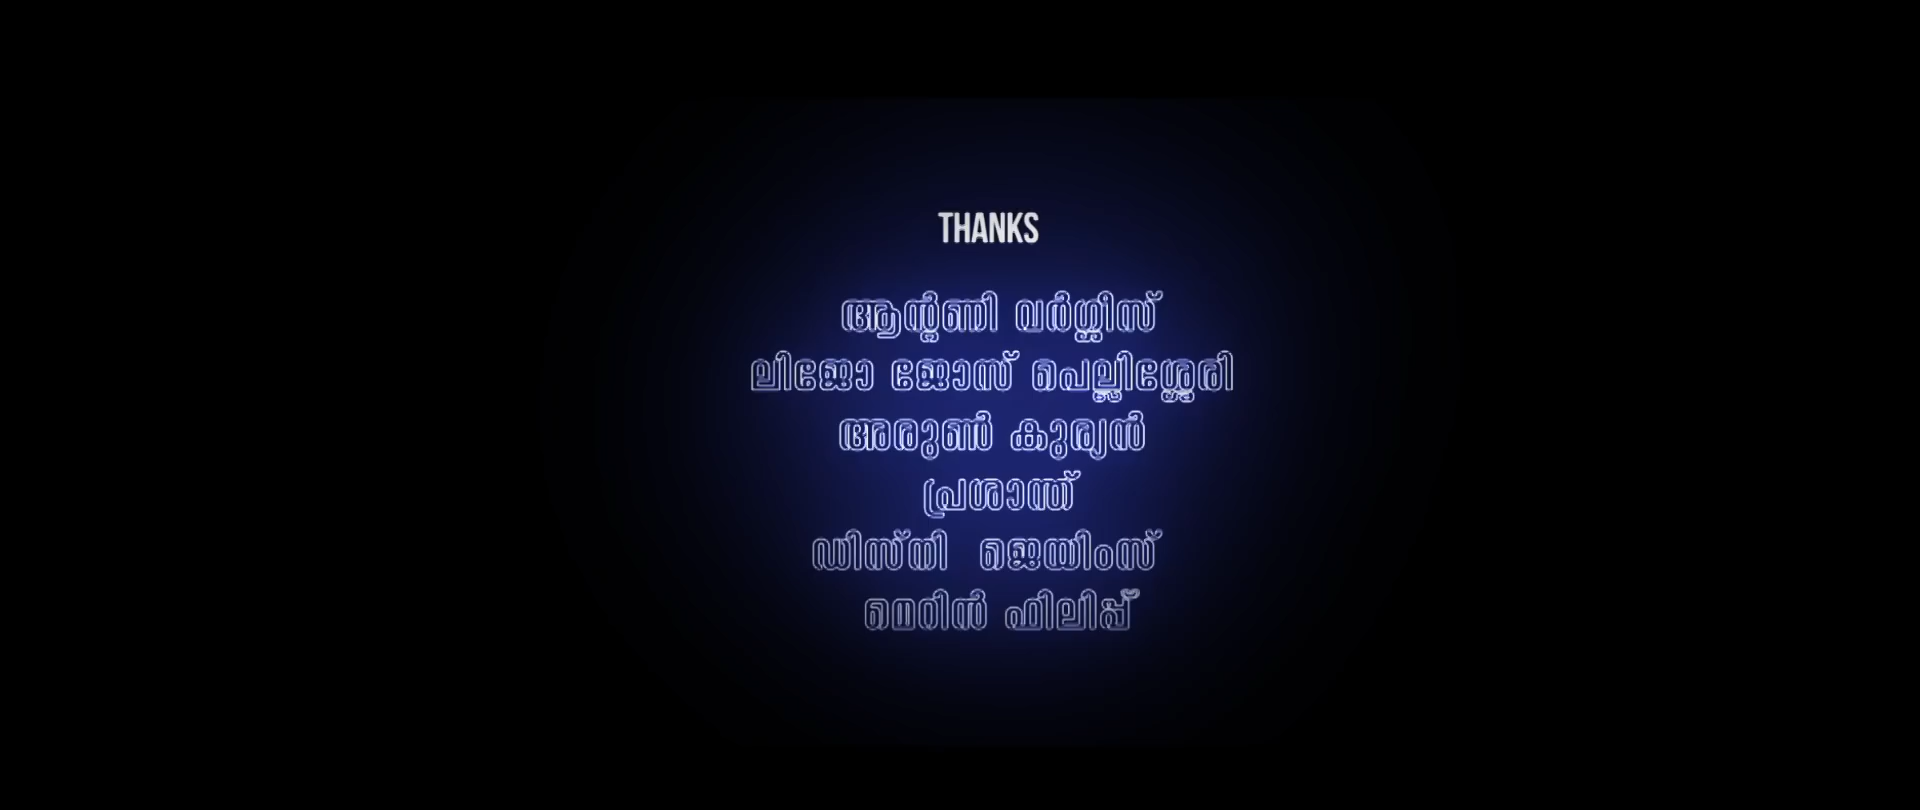 THANKS
ആന്റണി വർഗ്ഗീസ്
ലിജോ ജോസ് പെല്ലിശ്ശേരി
അരുൺ കുര്യൻ
പ്രശാന്ത്
ഡിസ്നി ജെയിംസ്
മെറിൻ ഫിലിപ്പ്